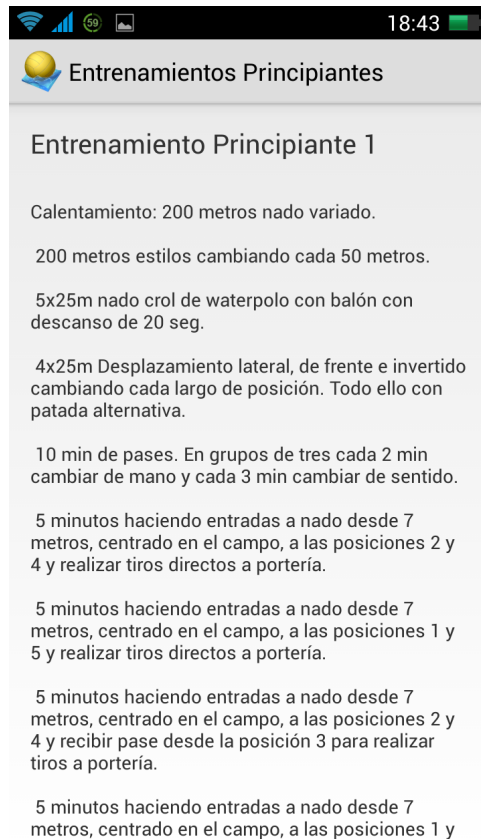 59
18:43
Entrenamientos Principiantes
Entrenamiento Principiante 1
Calentamiento: 200 metros nado variado.
200 metros estilos cambiando cada 50 metros.
5x25m nado crol de waterpolo con balón con
descanso de 20 seg.
4x25m Desplazamiento lateral, de frente e invertido
cambiando cada largo de posición. Todo ello con
patada alternativa.
10 min de pases. En grupos de tres cada 2 min
cambiar de mano y cada 3 min cambiar de sentido.
5 minutos haciendo entradas a nado desde 7
metros, centrado en el campo, a las posiciones 2 y
4 y realizar tiros directos a portería.
5 minutos haciendo entradas a nado desde 7
metros, centrado en el campo, a las posiciones 1 y
5 y realizar tiros directos a portería.
5 minutos haciendo entradas a nado desde 7
metros, centrado en el campo, a las posiciones 2 y
4 y recibir pase desde la posición 3 para realizar
tiros a portería.
5 minutos haciendo entradas a nado desde 7
metros, centrado en el campo, a las posiciones 1 y